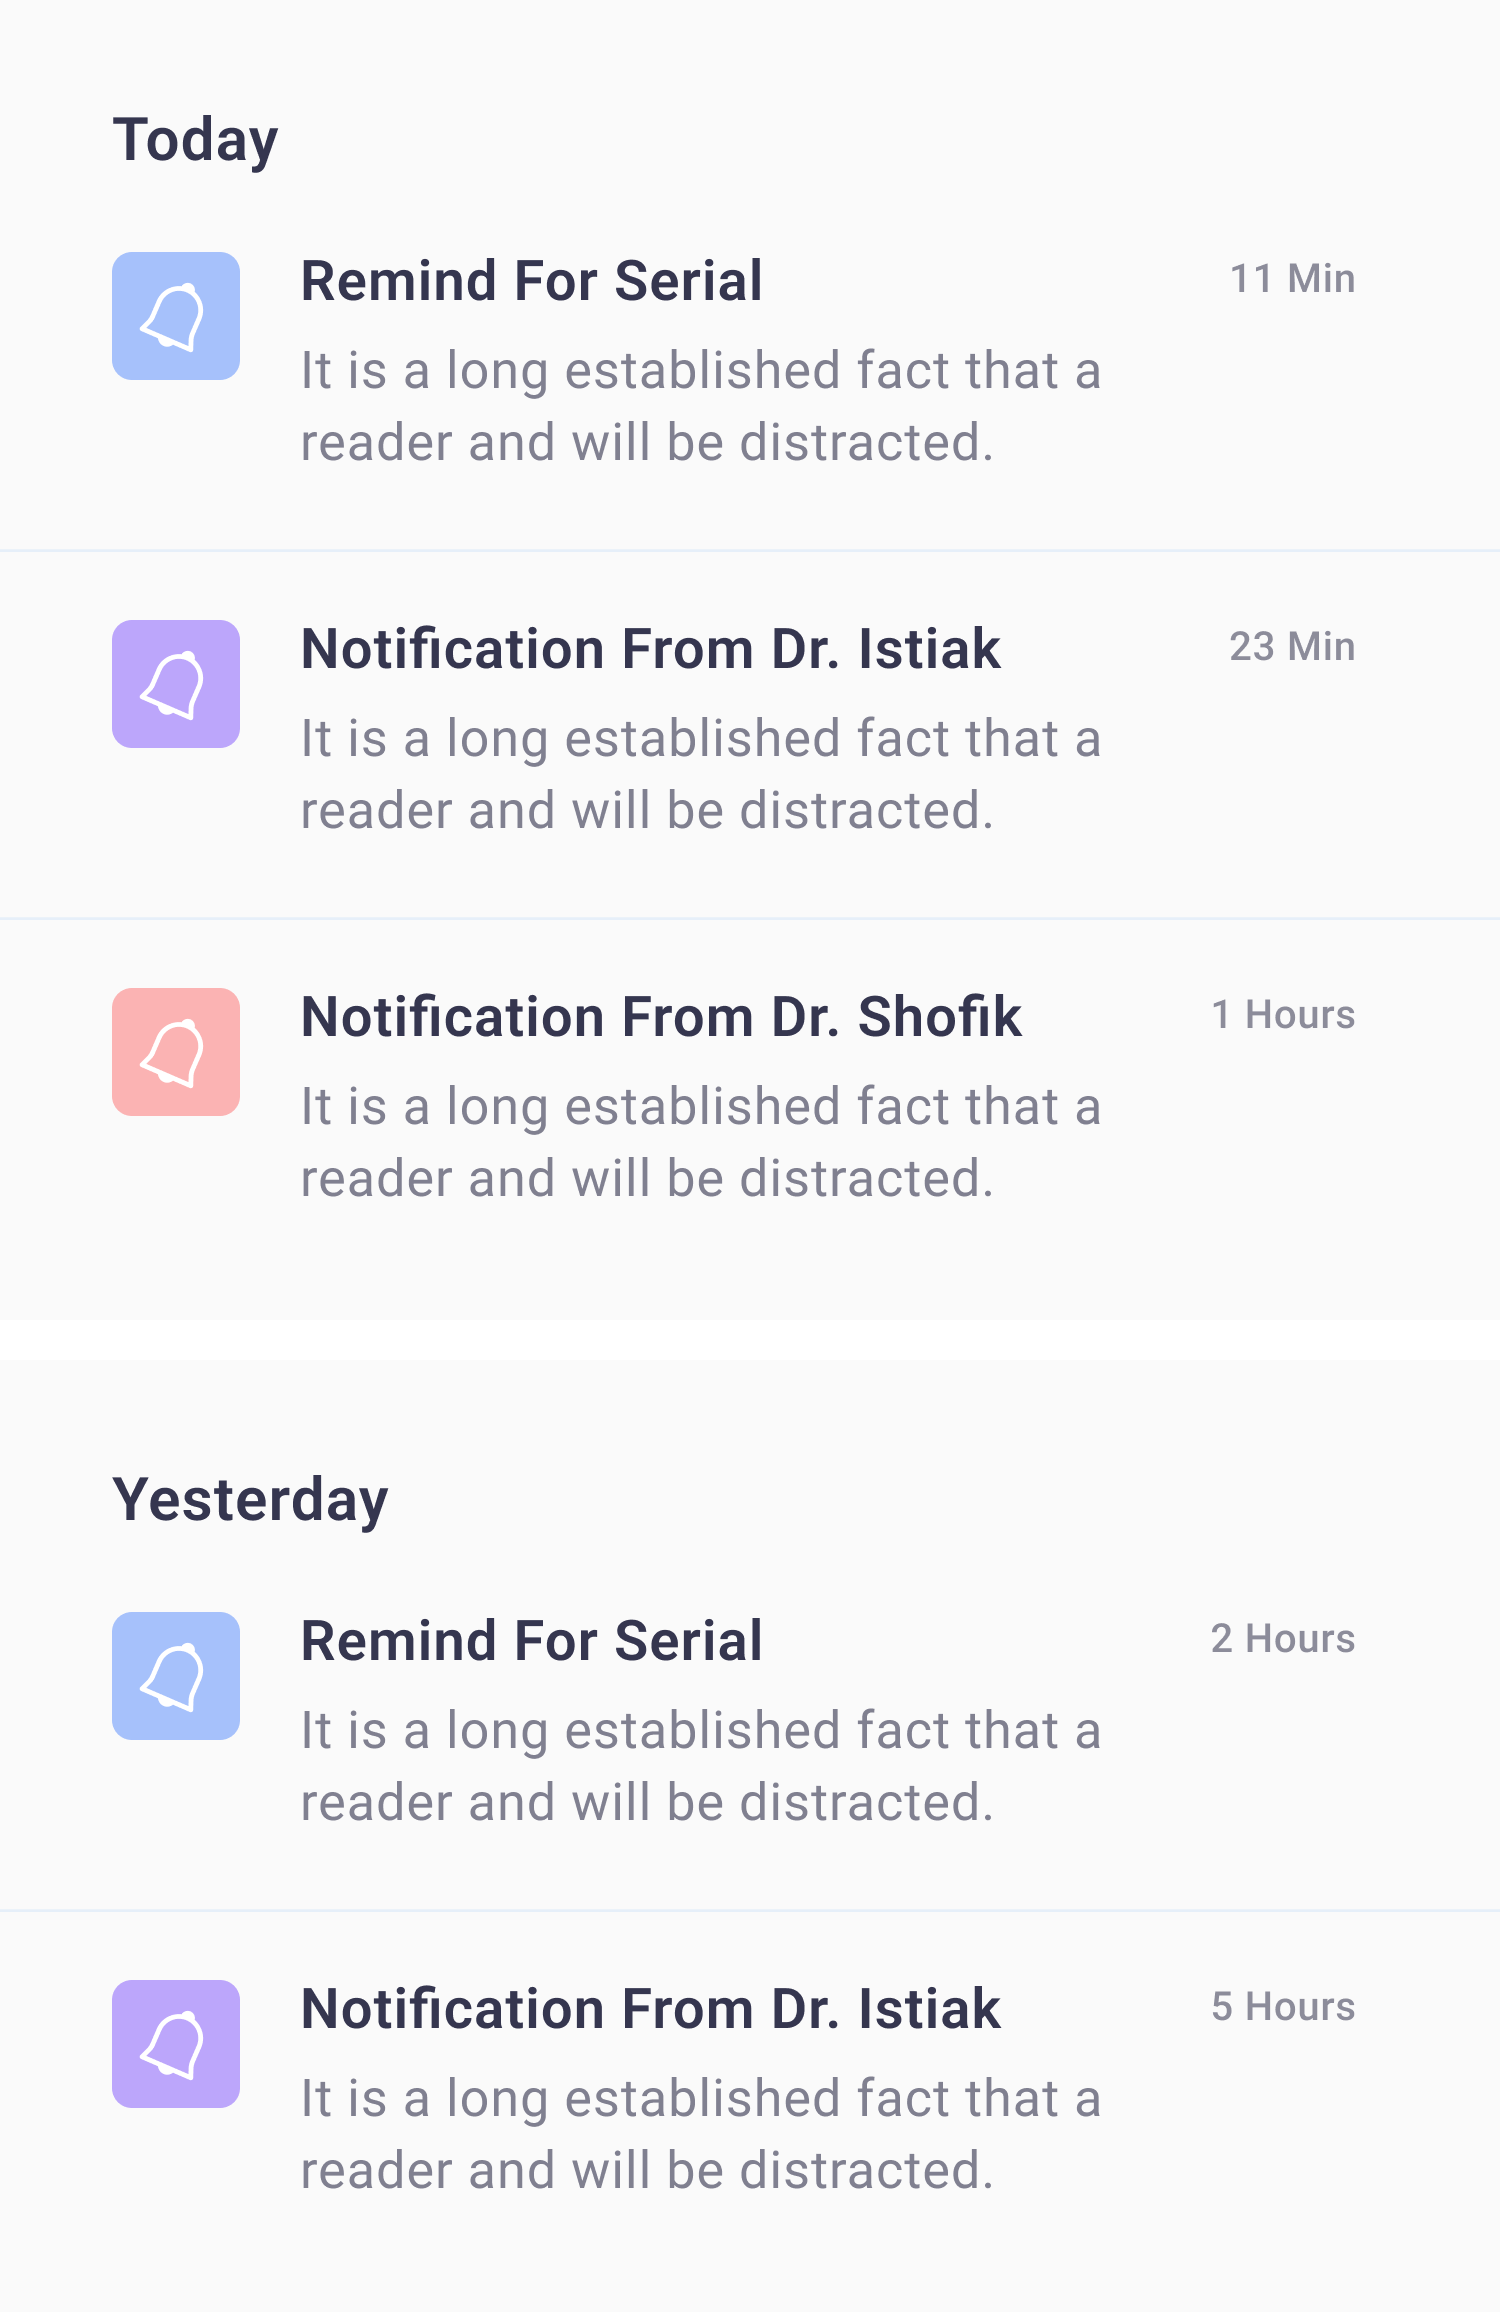 Today
Remind For Serial
11 Min
It is a long established fact that a
reader and will be distracted.
Notification From Dr. Istiak
23 Min
It is a long established fact that a
reader and will be distracted.
Notification From Dr. Shofik
1 Hours
It is a long established fact that a
reader and will be distracted.
Yesterday
Remind For Serial
2 Hours
It is a long established fact that a
reader and will be distracted.
Notification From Dr. Istiak
5 Hours
It is a long established fact that a
reader and will be distracted.